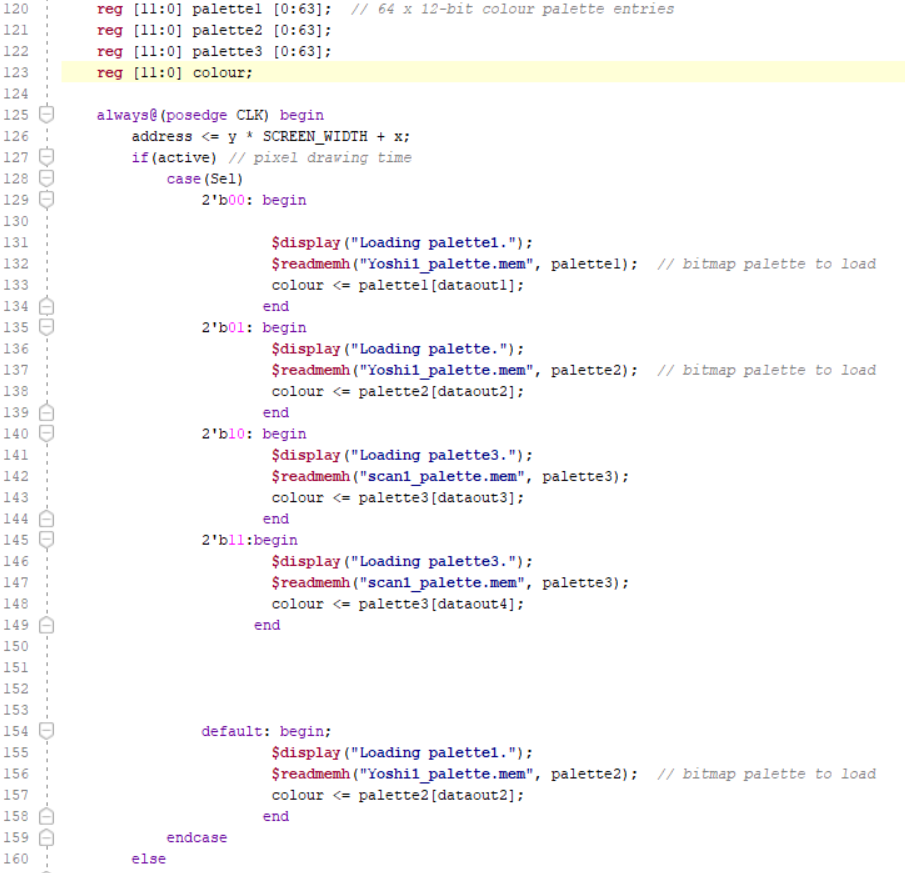 120 reg [11:0] palette1 [0:63];  // 64 x 12-bit colour palette entries
121 reg [11:0] palette2 [0:63];
122 reg [11:0] palette3 [0:63];
123 reg [11:0] colour;
124
125 always@(posedge CLK) begin
126 address <= y * SCREEN_WIDTH + x;
127 if(active) // pixel drawing time
128 case(Sel)
129 2'b00: begin
130
131 $display("Loading palette1.");
132 $readmemh("Yoshi1_palette.mem", palette1);  // bitmap palette to load
133 colour <= palette1[dataout1];
134 end
135 2'b01: begin
136 $display("Loading palette.");
137 $readmemh("Yoshi1_palette.mem", palette2);  // bitmap palette to load
138 colour <= palette2[dataout2];
139 end
140 2'b10: begin
141 $display("Loading palette3.");
142 $readmemh("scan1_palette.mem", palette3);
143 colour <= palette3[dataout3];
144 end
145 2'b11:begin
146 $display("Loading palette3.");
147 $readmemh("scan1_palette.mem", palette3);
148 colour <= palette3[dataout4];
149 end
150
151
152
153
154 default: begin;
155 $display("Loading palette1.");
156 $readmemh("Yoshi1_palette.mem", palette2);  // bitmap palette to load
157 colour <= palette2[dataout2];
158 end
159 endcase
160 else